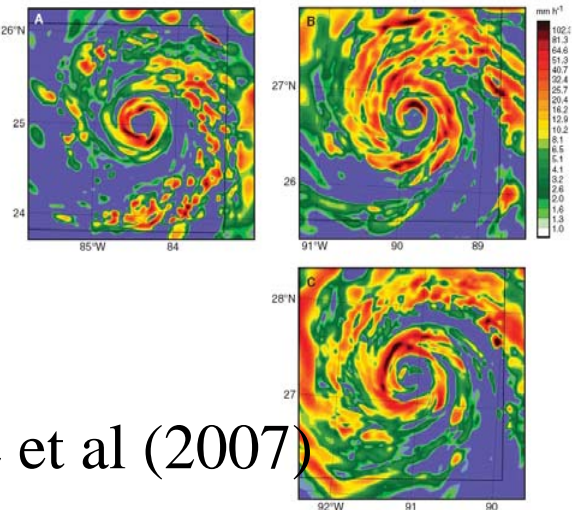 A
26°N
25
24
85°W 84
B
27°N
26
91°W 90 89
mm h-1
102.3
81.3
64.6
51.3
40.7
32.4
25.7
20.4
16.2
12.9
10.2
8.1
6.5
5.1
4.1
3.2
2.6
2.0
1.6
1.3
1.0
C
28°N
27
92°W 91 90
et al (2007)